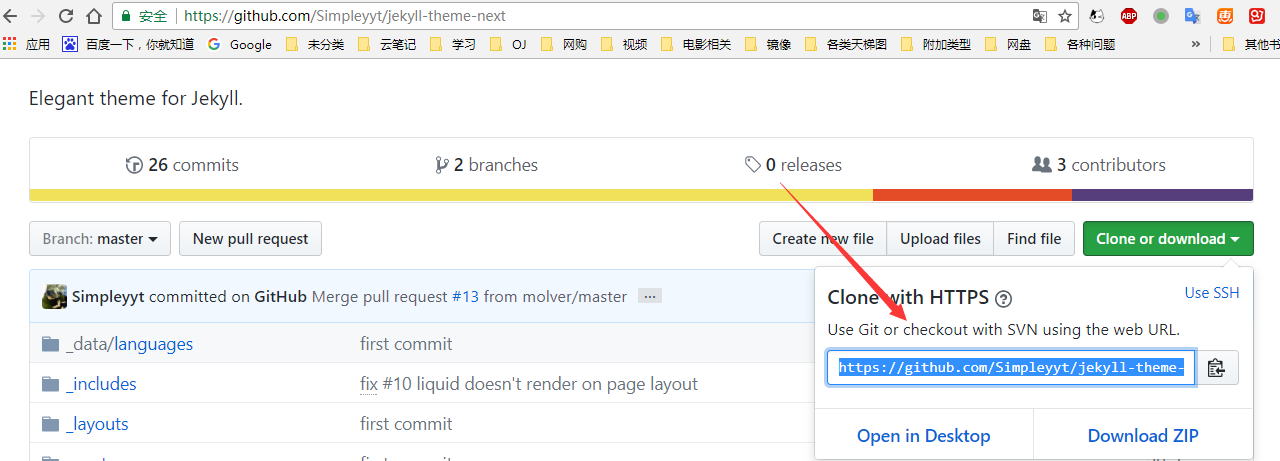 安全 https://github.com/Simpleyyt/jekyll-theme-next
应用 百度一下，你就知道 Google 未分类 云笔记 学习 OJ 网购 视频 电影相关 镜像 各类天梯图 附加类型 网盘 各种问题 » 其他书
Elegant theme for Jekyll.
26 commits 2 branches 0 releases 3 contributors
Branch: master New pull request Create new file Upload files Find file Clone or download
Simpleyyt committed on GitHub Merge pull request #13 from molver/master ...
Clone with HTTPS Use SSH
Use Git or checkout with SVN using the web URL.
https://github.com/Simpleyyt/jekyll-theme-
Open in Desktop Download ZIP
_data/languages first commit
_includes fix #10 liquid doesn't render on page layout
_layouts first commit